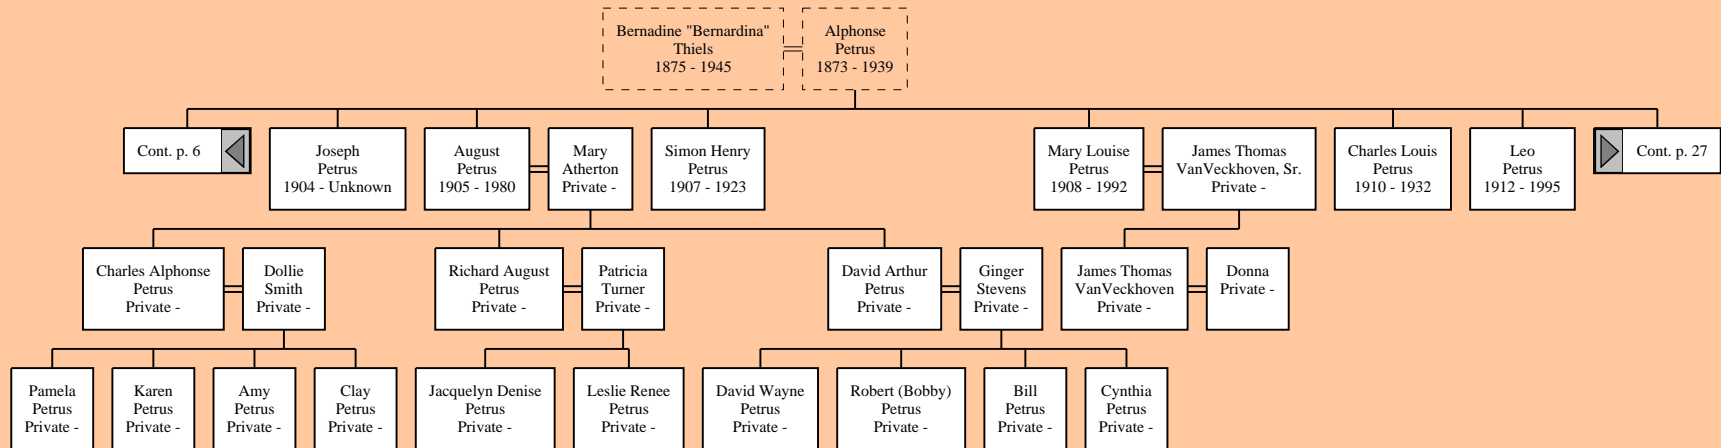 Bernadine "Bernardina"
Thiels
1875 - 1945
Alphonse
Petrus
1873 - 1939
Cont. p. 6
Joseph
Petrus
1904 - Unknown
August
Petrus
1905 - 1980
Mary
Atherton
Private -
Simon Henry
Petrus
1907 - 1923
Mary Louise
Petrus
1908 - 1992
James Thomas
VanVeckhoven, Sr.
Private -
Charles Louis
Petrus
1910 - 1932
Leo
Petrus
1912 - 1995
Cont. p. 27
Charles Alphonse
Petrus
Private -
Dollie
Smith
Private -
Richard August
Petrus
Private -
Patricia
Turner
Private -
David Arthur
Petrus
Private -
Ginger
Stevens
Private -
James Thomas
VanVeckhoven
Private -
Donna
Private -
Pamela
Petrus
Private -
Karen
Petrus
Private -
Amy
Petrus
Private -
Clay
Petrus
Private -
Jacquelyn Denise
Petrus
Private -
Leslie Renee
Petrus
Private -
David Wayne
Petrus
Private -
Robert (Bobby)
Petrus
Private -
Bill
Petrus
Private -
Cynthia
Petrus
Private -